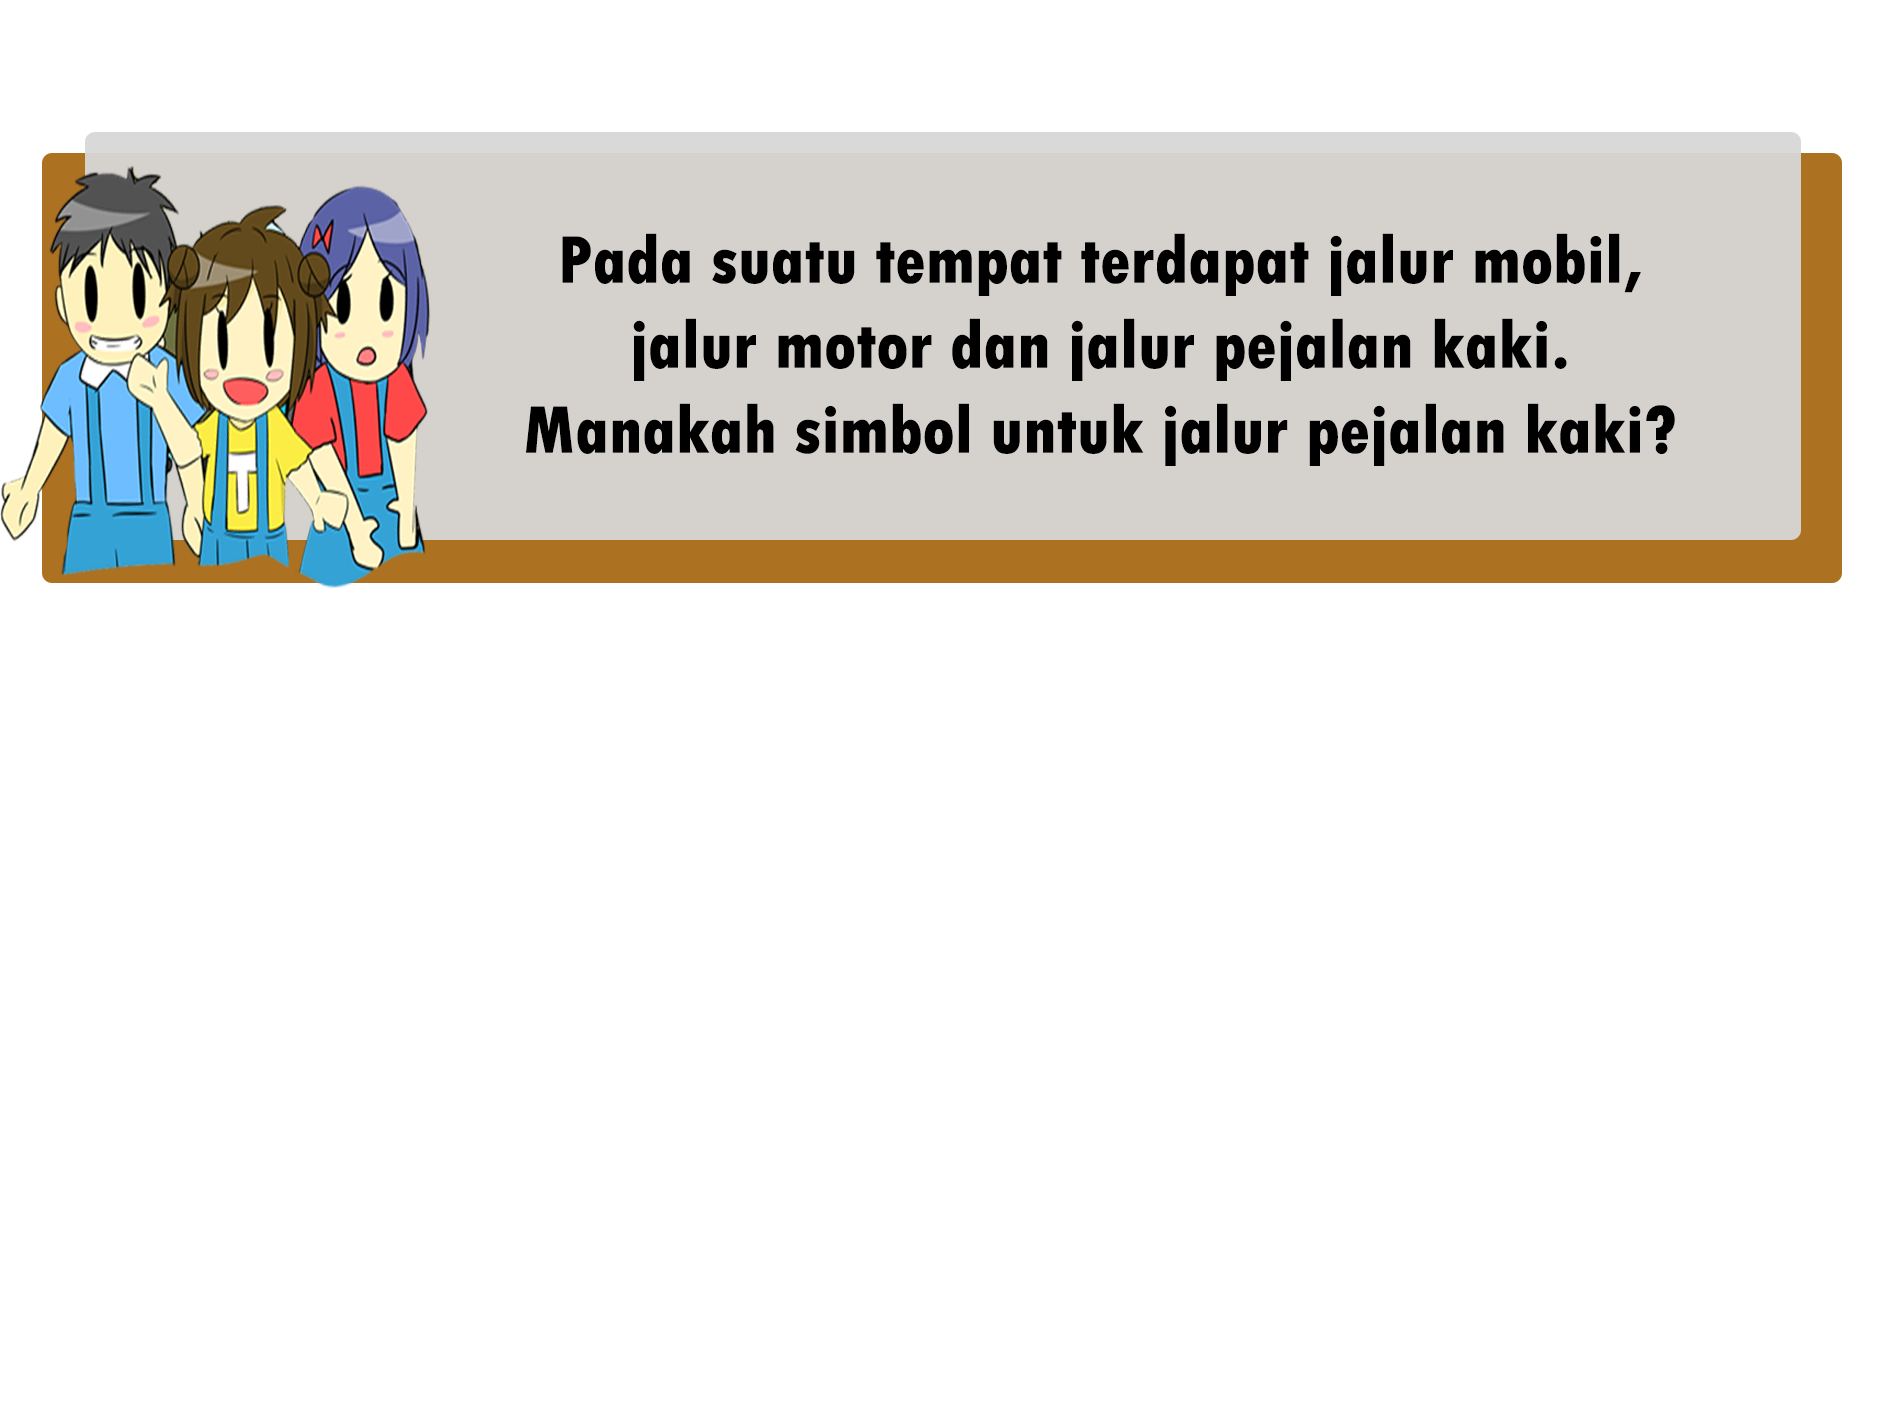 Pada suatu tempat terdapat jalur mobil,
jalur motor dan jalur pejalan kaki.
Manakah simbol untuk jalur pejalan kaki?
T